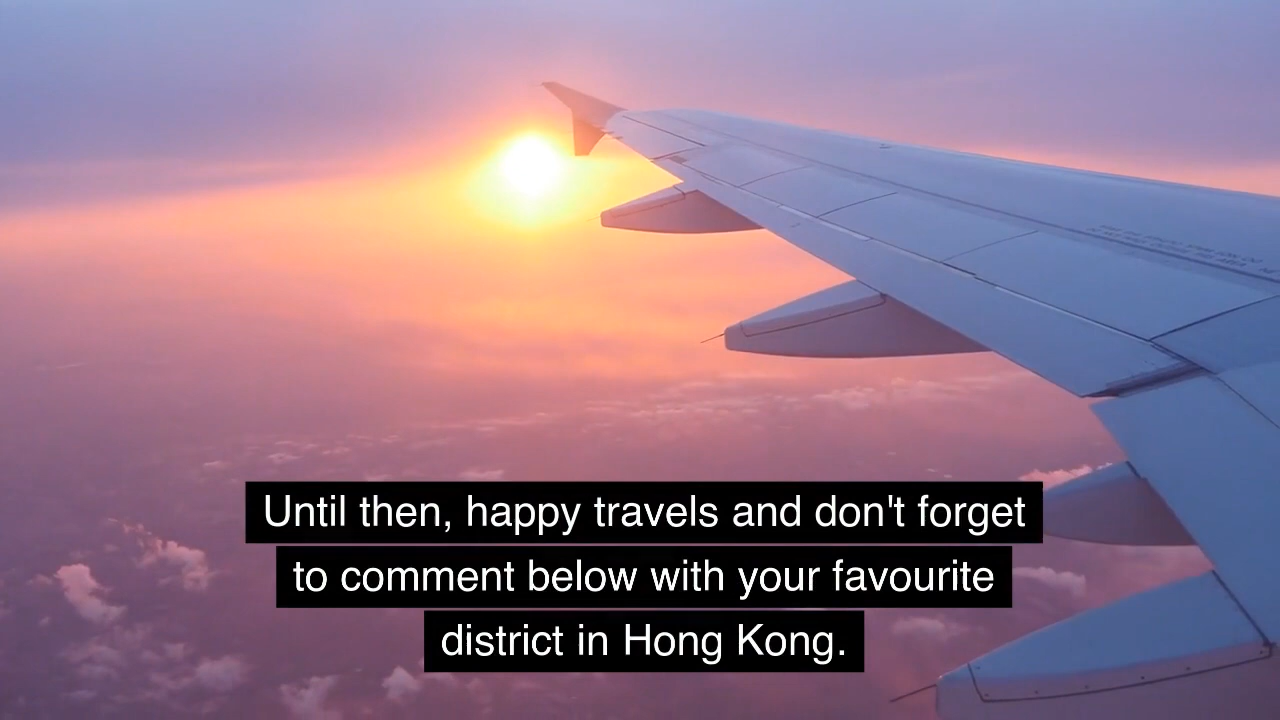 Until then, happy travels and don't forget
to comment below with your favourite
district in Hong Kong.